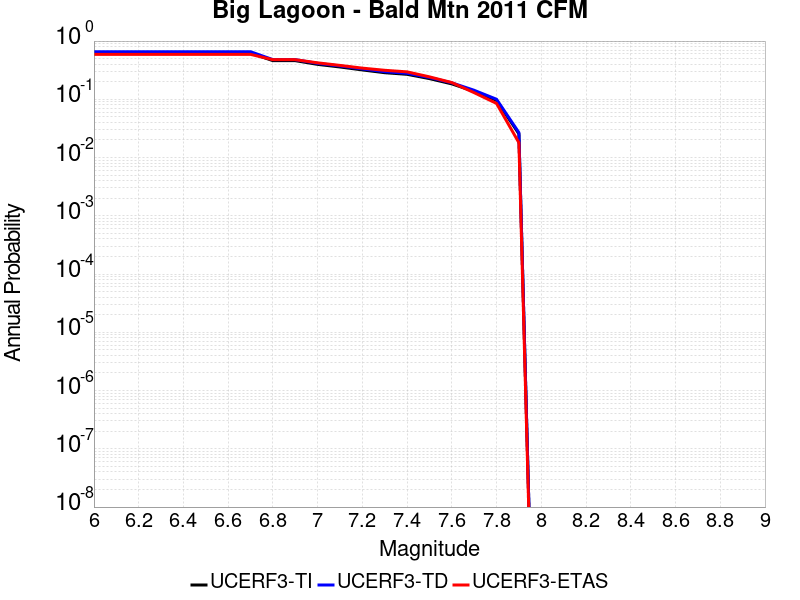 Big Lagoon - Bald Mtn 2011 CFM
10^0
10^-1
10^-2
10^-3
10^-4
10^-5
10^-6
10^-7
10^-8
Annual Probability
6 6.2 6.4 6.6 6.8 7 7.2 7.4 7.6 7.8 8 8.2 8.4 8.6 8.8 9
Magnitude
UCERF3-TI UCERF3-TD UCERF3-ETAS